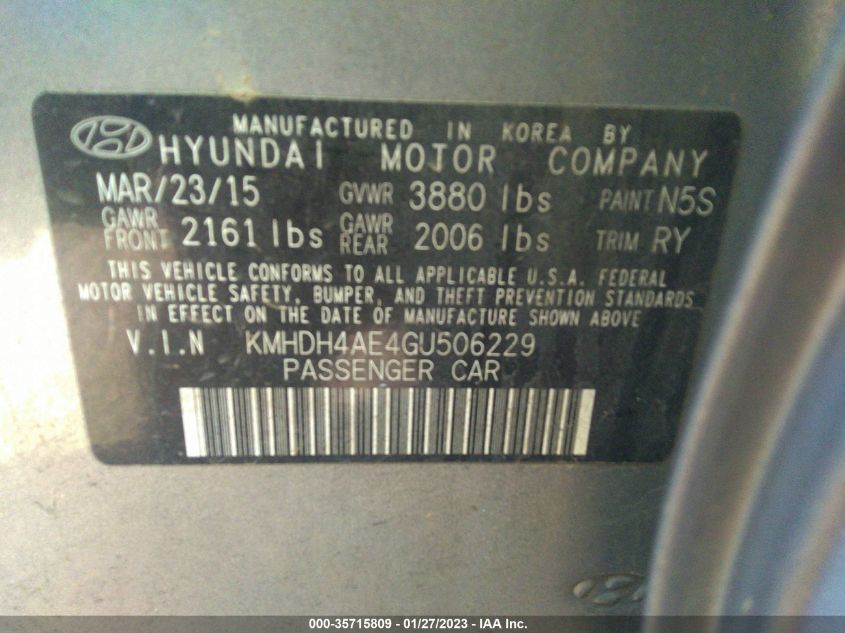 MANUFACTURED IN KOREA BY
HYUNDAI MOTOR COMPANY
MAR/23/15 GVWR 3880 lbs PAINT N5S
GAWR FRONT 2161 lbs GAWR REAR 2006 lbs TRIM RY
THIS VEHICLE CONFORMS TO ALL APPLICABLE U.S.A. FEDERAL
MOTOR VEHICLE SAFETY, BUMPER, AND THEFT PREVENTION STANDARDS
IN EFFECT ON THE DATE OF MANUFACTURE SHOWN ABOVE
V.I.N KMHDH4AE4GU506229
PASSENGER CAR
000-35715809 - 01/27/2023 - IAA Inc.